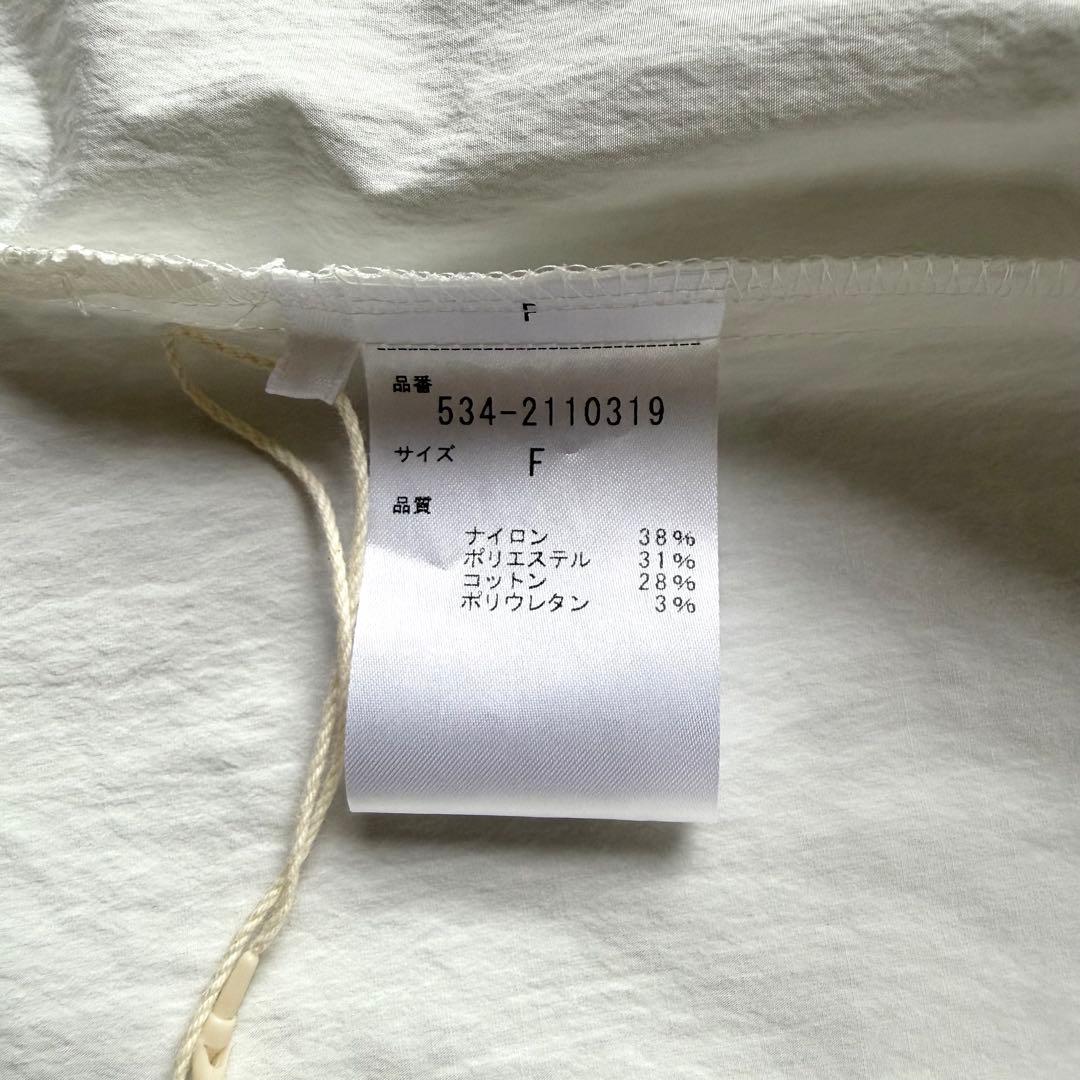 F
品番
534-2110319
サイズ F
品質
ナイロン 38%
ポリエステル 31%
コットン 28%
ポリウレタン 3%